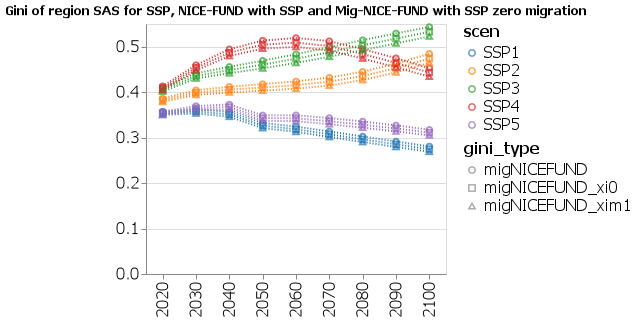 Gini of region SAS for SSP, NICE-FUND with SSP and Mig-NICE-FUND with SSP zero migration
scen
SSP1
SSP2
SSP3
SSP4
SSP5
gini_type
migNICEFUND
migNICEFUND_xi0
migNICEFUND_xim1
0.5
0.4
0.3
0.2
0.1
0.0
2020
2030
2040
2050
2060
2070
2080
2090
2100